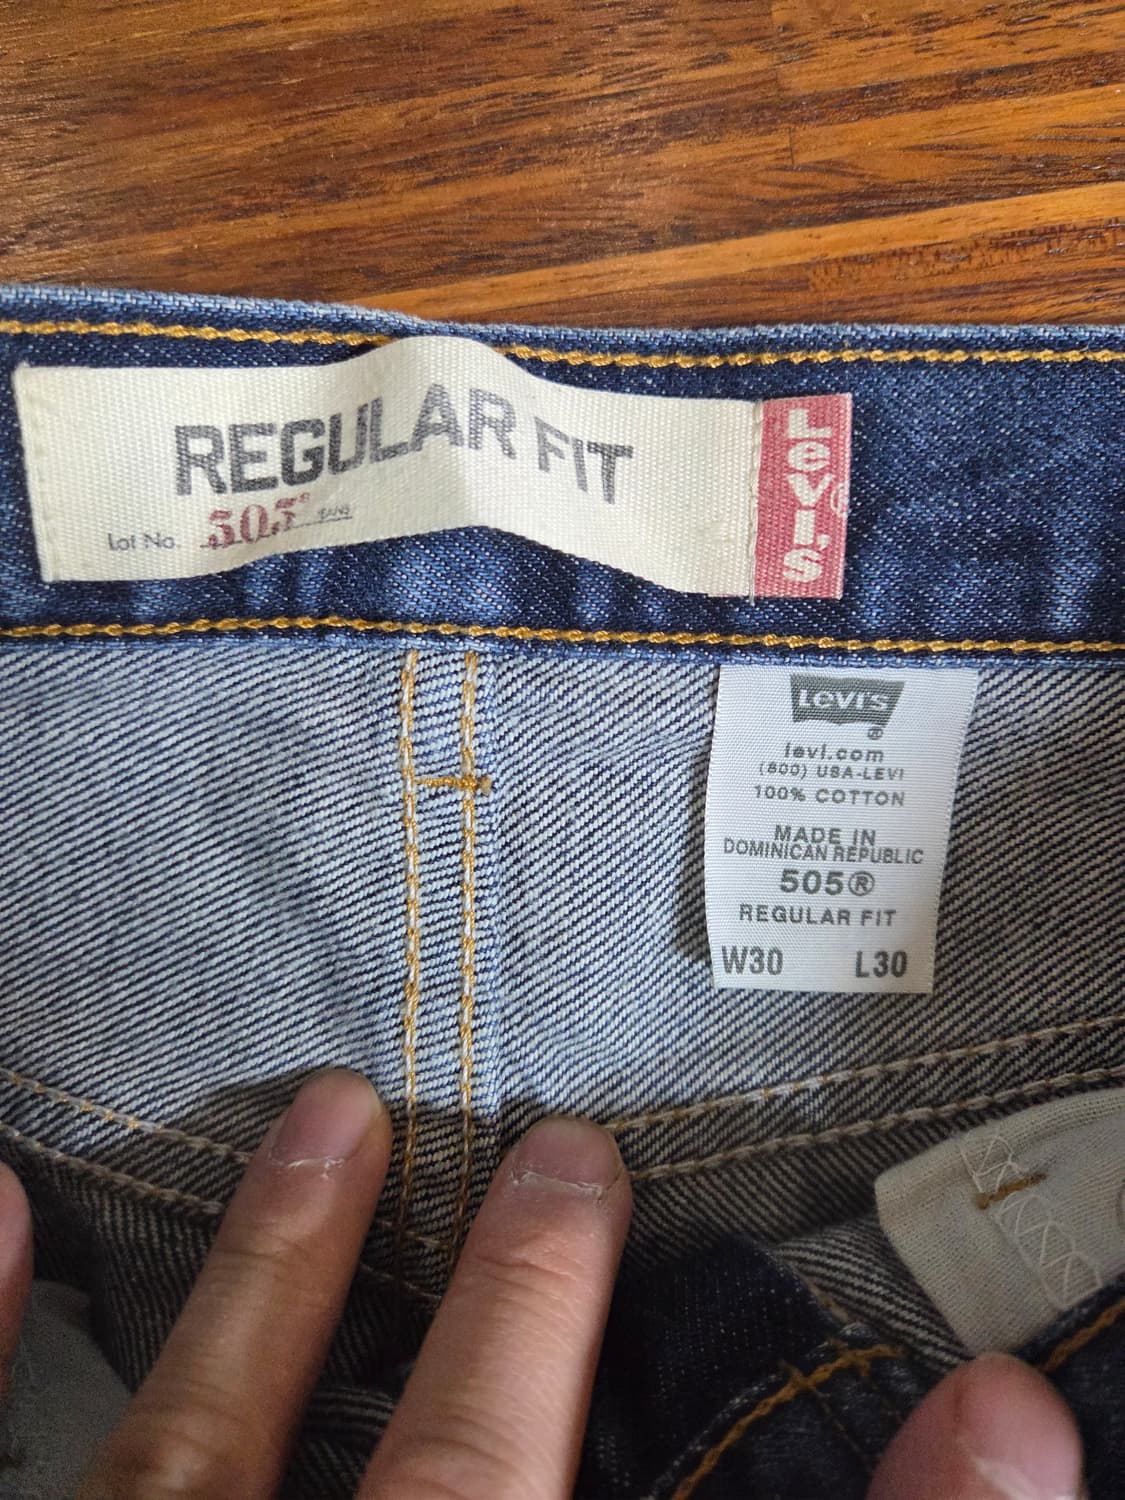 REGULAR FIT
Lot No. 505® JEANS
LEVI'S
LEVI'S®
levi.com
(800) USA-LEVI
100% COTTON
MADE IN
DOMINICAN REPUBLIC
505®
REGULAR FIT
W30 L30